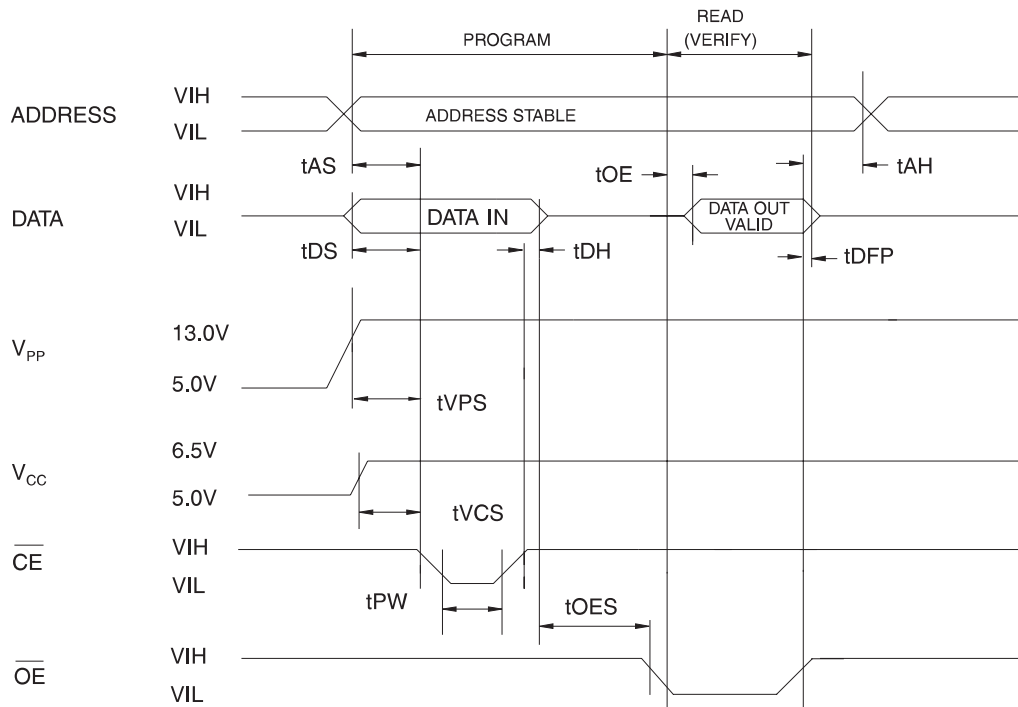 READ
PROGRAM (VERIFY)
ADDRESS VIH
VIL ADDRESS STABLE
tAS tOE tAH
DATA VIH
VIL DATA IN DATA OUT VALID
tDS tDH tDFP
VPP 13.0V
5.0V
tVPS
VCC 6.5V
5.0V
tVCS
CE VIH
VIL
tPW tOES
OE VIH
VIL